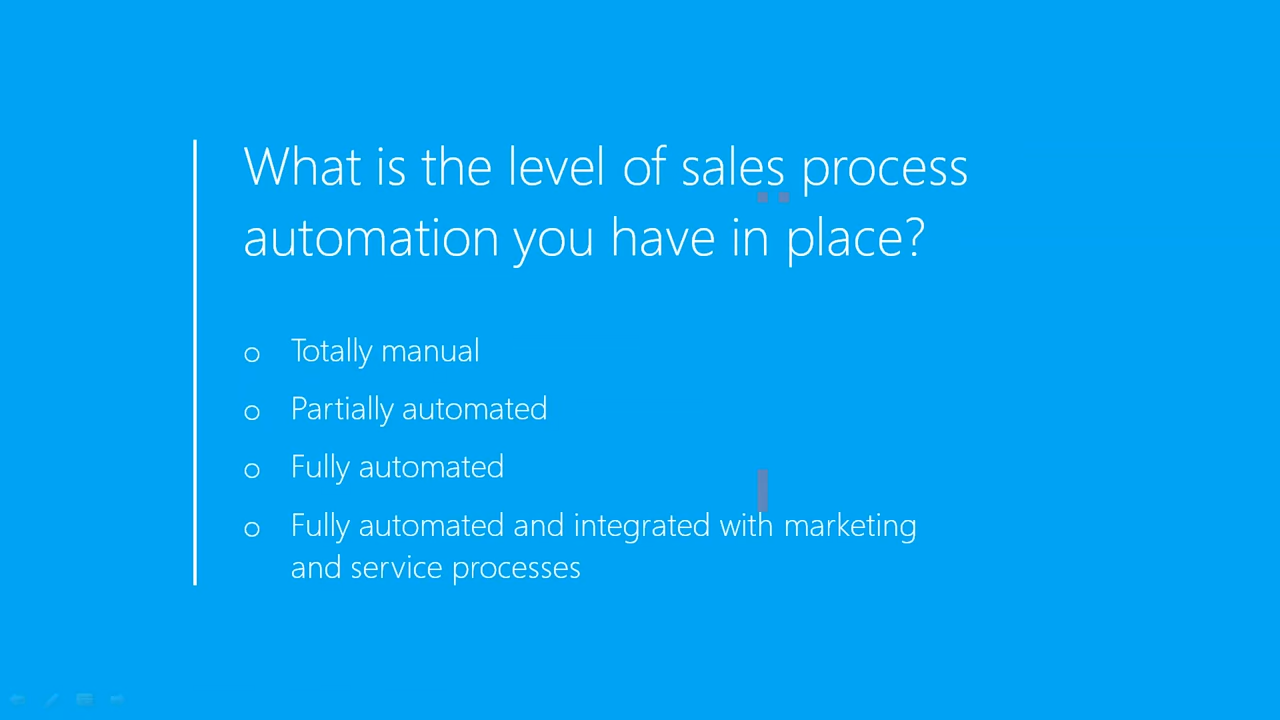 What is the level of sales process
automation you have in place?
o Totally manual
o Partially automated
o Fully automated
o Fully automated and integrated with marketing
and service processes